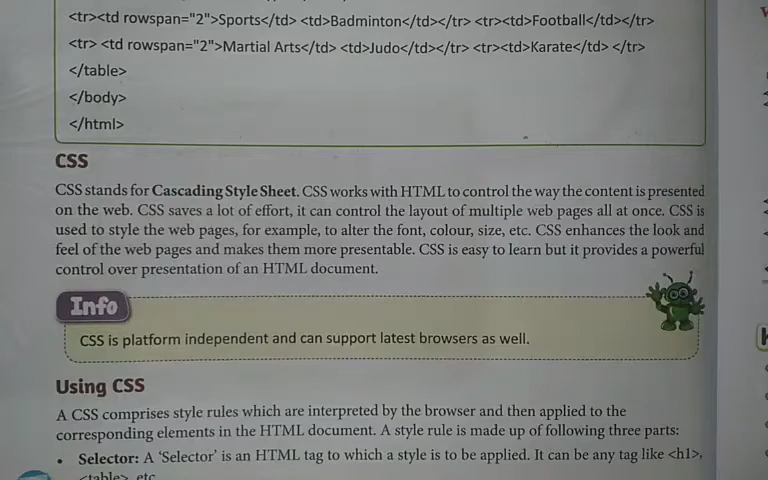 <tr><td rowspan="2">Sports</td> <td>Badminton</td></tr> <tr><td>Football</td></tr>
<tr> <td rowspan="2">Martial Arts</td> <td>Judo</td></tr> <tr><td>Karate</td> </tr>
</table>
</body>
</html>
CSS
CSS stands for Cascading Style Sheet. CSS works with HTML to control the way the content is presented
on the web. CSS saves a lot of effort, it can control the layout of multiple web pages all at once. CSS is
used to style the web pages, for example, to alter the font, colour, size, etc. CSS enhances the look and
feel of the web pages and makes them more presentable. CSS is easy to learn but it provides a powerful
control over presentation of an HTML document.
Info
CSS is platform independent and can support latest browsers as well.
Using CSS
A CSS comprises style rules which are interpreted by the browser and then applied to the
corresponding elements in the HTML document. A style rule is made up of following three parts:
• Selector: A 'Selector' is an HTML tag to which a style is to be applied. It can be any tag like <h1>,
<table> etc